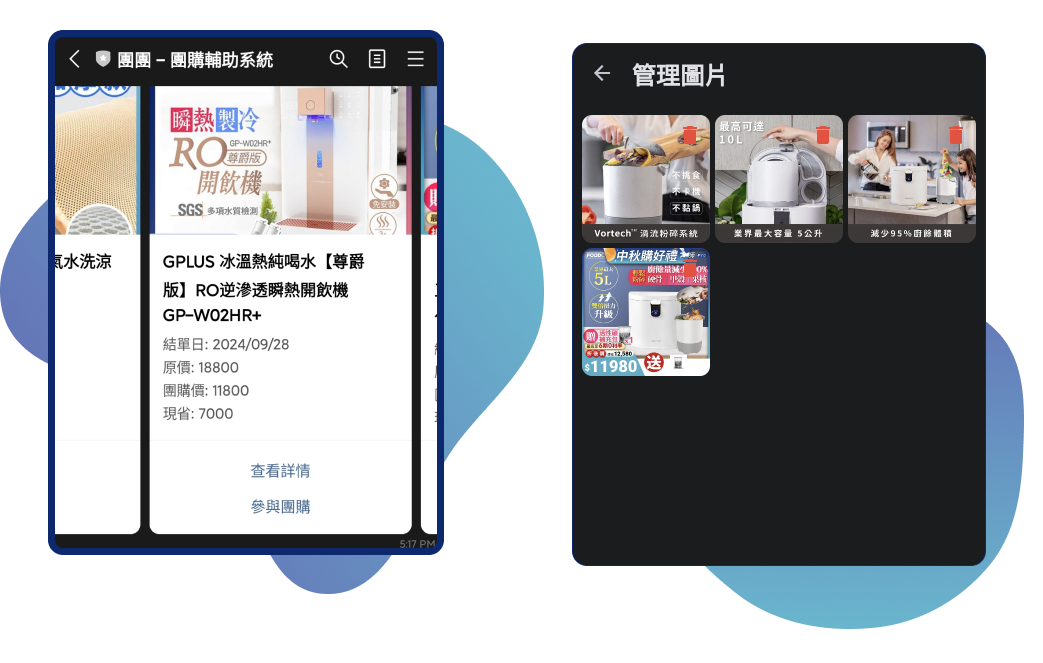 團團 – 團購輔助系統
瞬熱製冷
RO
GP-W02HR+
尊爵版
開飲機
SGS 多項水質檢測
免安裝
氣水洗涼
GPLUS 冰溫熱純喝水【尊爵
版】RO逆滲透瞬熱開飲機
GP-W02HR+
結單日: 2024/09/28
原價: 18800
團購價: 11800
現省: 7000
查看詳情
參與團購
5:17 PM
管理圖片
不挑食
不卡機
不黏鍋
Vortech™ 渦流粉碎系統
最高可達
10L
業界最大容量 5公升
減少95%廚餘體積
中秋購好禮
5L
升級
贈
12,580
$11980
送